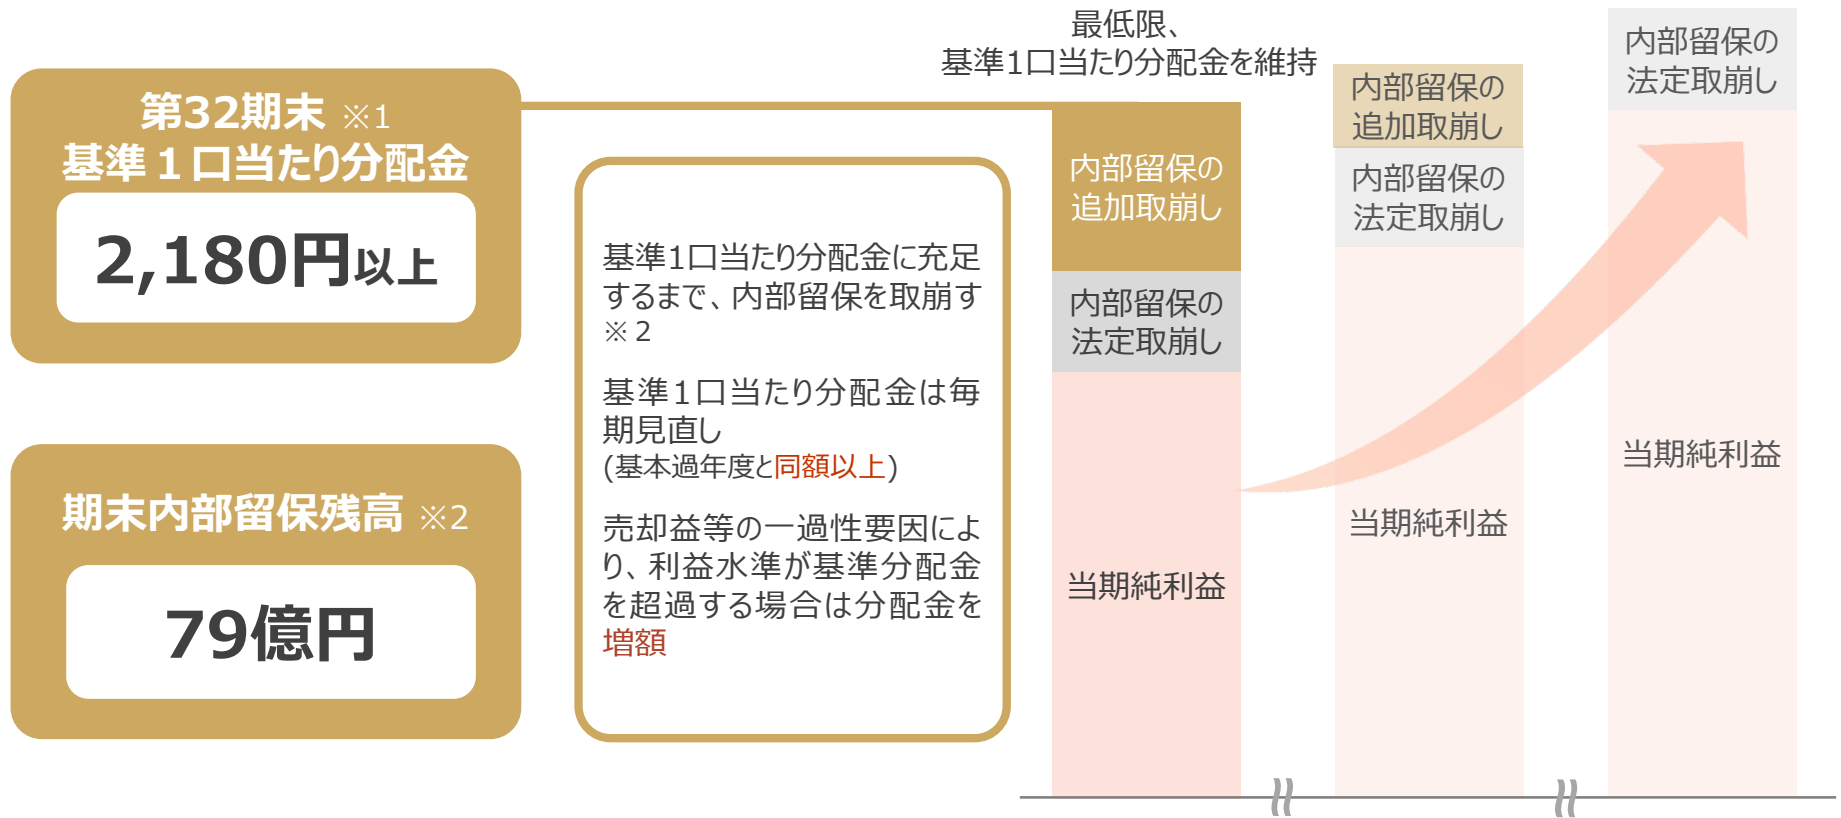 第32期末 ※1
基準１口当たり分配金
2,180円以上
期末内部留保残高 ※2
79億円
基準1口当たり分配金に充足
するまで、内部留保を取崩す
※２
基準1口当たり分配金は毎
期見直し
(基本過年度と同額以上)
売却益等の一過性要因によ
り、利益水準が基準分配金
を超過する場合は分配金を
増額
最低限、
基準1口当たり分配金を維持
内部留保の
追加取崩し
内部留保の
法定取崩し
当期純利益
内部留保の
追加取崩し
内部留保の
法定取崩し
当期純利益
内部留保の
法定取崩し
当期純利益